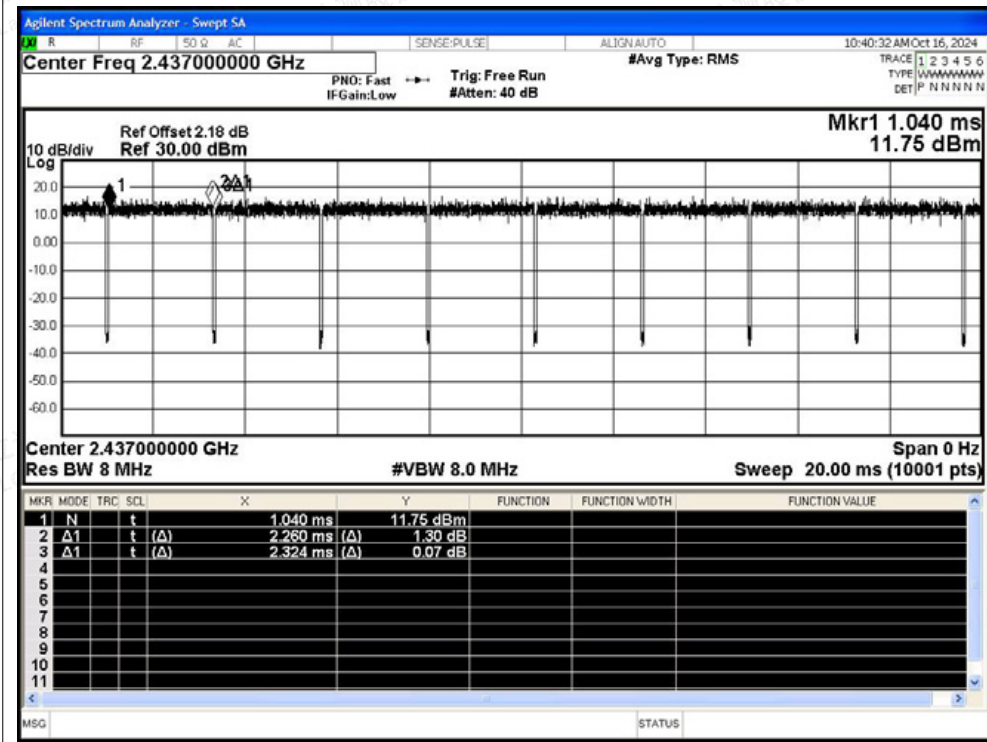 Agilent Spectrum Analyzer - Swept SA
LXI R RF 50 Ω AC SENSE:PULSE ALIGN AUTO 10:40:32 AM Oct 16, 2024
Center Freq 2.437000000 GHz #Avg Type: RMS TRACE 1 2 3 4 5 6
PNO: Fast Trig: Free Run TYPE WWWWWW
IFGain:Low #Atten: 40 dB DET P N N N N N
Mkr1 1.040 ms
11.75 dBm
Ref Offset 2.18 dB
10 dB/div Ref 30.00 dBm
Log
20.0
10.0
0.00
-10.0
-20.0
-30.0
-40.0
-50.0
-60.0
1
2Δ1
Center 2.437000000 GHz Span 0 Hz
Res BW 8 MHz #VBW 8.0 MHz Sweep 20.00 ms (10001 pts)
MKR MODE TRC SCL X Y FUNCTION FUNCTION WIDTH FUNCTION VALUE
1 N t 1.040 ms 11.75 dBm
2 Δ1 t (Δ) 2.260 ms (Δ) 1.30 dB
3 Δ1 t (Δ) 2.324 ms (Δ) 0.07 dB
4
5
6
7
8
9
10
11
MSG STATUS